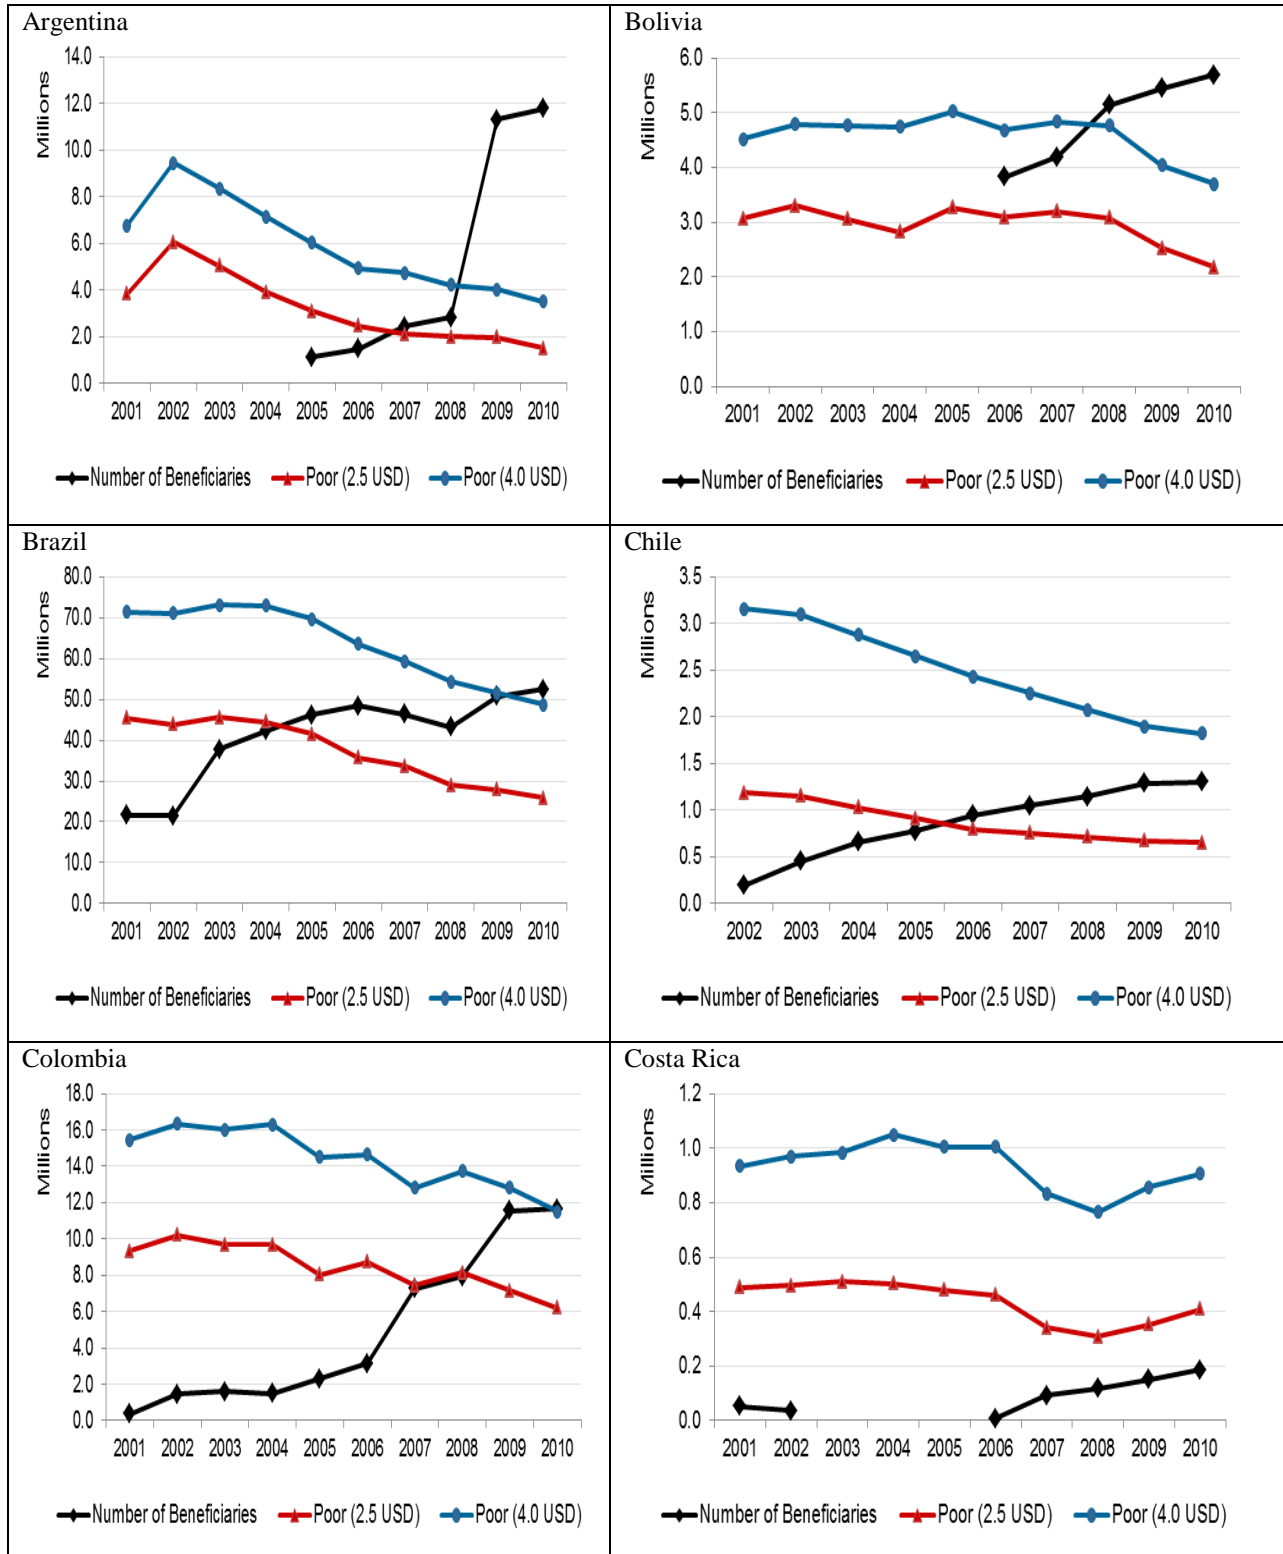 Argentina
Millions
14.0
12.0
10.0
8.0
6.0
4.0
2.0
0.0
2001 2002 2003 2004 2005 2006 2007 2008 2009 2010
Number of Beneficiaries Poor (2.5 USD) Poor (4.0 USD)
Bolivia
Millions
6.0
5.0
4.0
3.0
2.0
1.0
0.0
2001 2002 2003 2004 2005 2006 2007 2008 2009 2010
Number of Beneficiaries Poor (2.5 USD) Poor (4.0 USD)
Brazil
Millions
80.0
70.0
60.0
50.0
40.0
30.0
20.0
10.0
0.0
2001 2002 2003 2004 2005 2006 2007 2008 2009 2010
Number of Beneficiaries Poor (2.5 USD) Poor (4.0 USD)
Chile
Millions
3.5
3.0
2.5
2.0
1.5
1.0
0.5
0.0
2002 2003 2004 2005 2006 2007 2008 2009 2010
Number of Beneficiaries Poor (2.5 USD) Poor (4.0 USD)
Colombia
Millions
18.0
16.0
14.0
12.0
10.0
8.0
6.0
4.0
2.0
0.0
2001 2002 2003 2004 2005 2006 2007 2008 2009 2010
Number of Beneficiaries Poor (2.5 USD) Poor (4.0 USD)
Costa Rica
Millions
1.2
1.0
0.8
0.6
0.4
0.2
0.0
2001 2002 2003 2004 2005 2006 2007 2008 2009 2010
Number of Beneficiaries Poor (2.5 USD) Poor (4.0 USD)